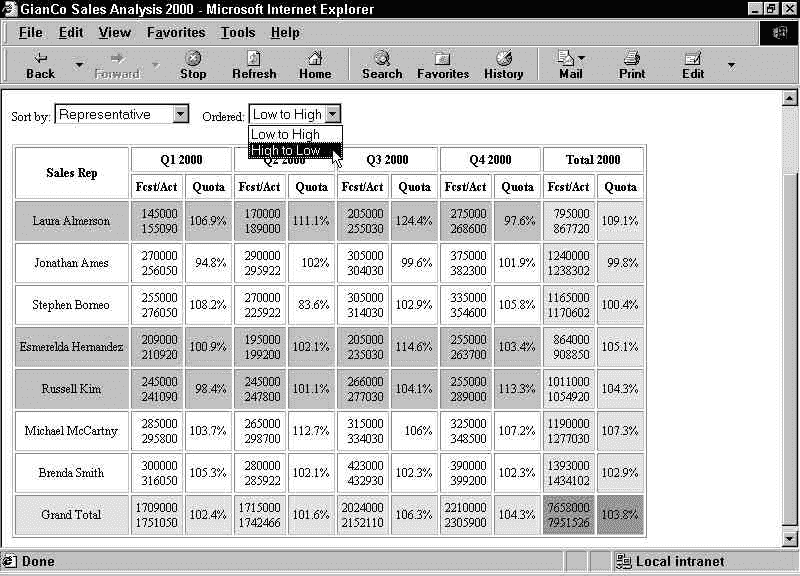 GianCo Sales Analysis 2000 - Microsoft Internet Explorer
File Edit View Favorites Tools Help
Back Forward Stop Refresh Home Search Favorites History Mail Print Edit
Sort by: Representative Ordered: Low to High
Low to High
High to Low
Sales Rep Q1 2000 Q2 2000 Q3 2000 Q4 2000 Total 2000
Fcst/Act Quota Fcst/Act Quota Fcst/Act Quota Fcst/Act Quota Fcst/Act Quota
Laura Almerson 145000 155090 106.9% 170000 189000 111.1% 205000 255030 124.4% 275000 268600 97.6% 795000 867720 109.1%
Jonathan Ames 270000 256050 94.8% 290000 295922 102% 305000 304030 99.6% 375000 382300 101.9% 1240000 1238302 99.8%
Stephen Borneo 255000 276050 108.2% 270000 225922 83.6% 305000 314030 102.9% 335000 354600 105.8% 1165000 1170602 100.4%
Esmerelda Hernandez 209000 210920 100.9% 195000 199200 102.1% 205000 235030 114.6% 255000 263700 103.4% 864000 908850 105.1%
Russell Kim 245000 241090 98.4% 245000 247800 101.1% 266000 277030 104.1% 255000 289000 113.3% 1011000 1054920 104.3%
Michael McCartny 285000 295800 103.7% 265000 298700 112.7% 315000 334030 106% 325000 348500 107.2% 1190000 1277030 107.3%
Brenda Smith 300000 316050 105.3% 280000 285922 102.1% 423000 432930 102.3% 390000 399200 102.3% 1393000 1434102 102.9%
Grand Total 1709000 1751050 102.4% 1715000 1742466 101.6% 2024000 2152110 106.3% 2210000 2305900 104.3% 7658000 7951526 103.8%
Done Local intranet